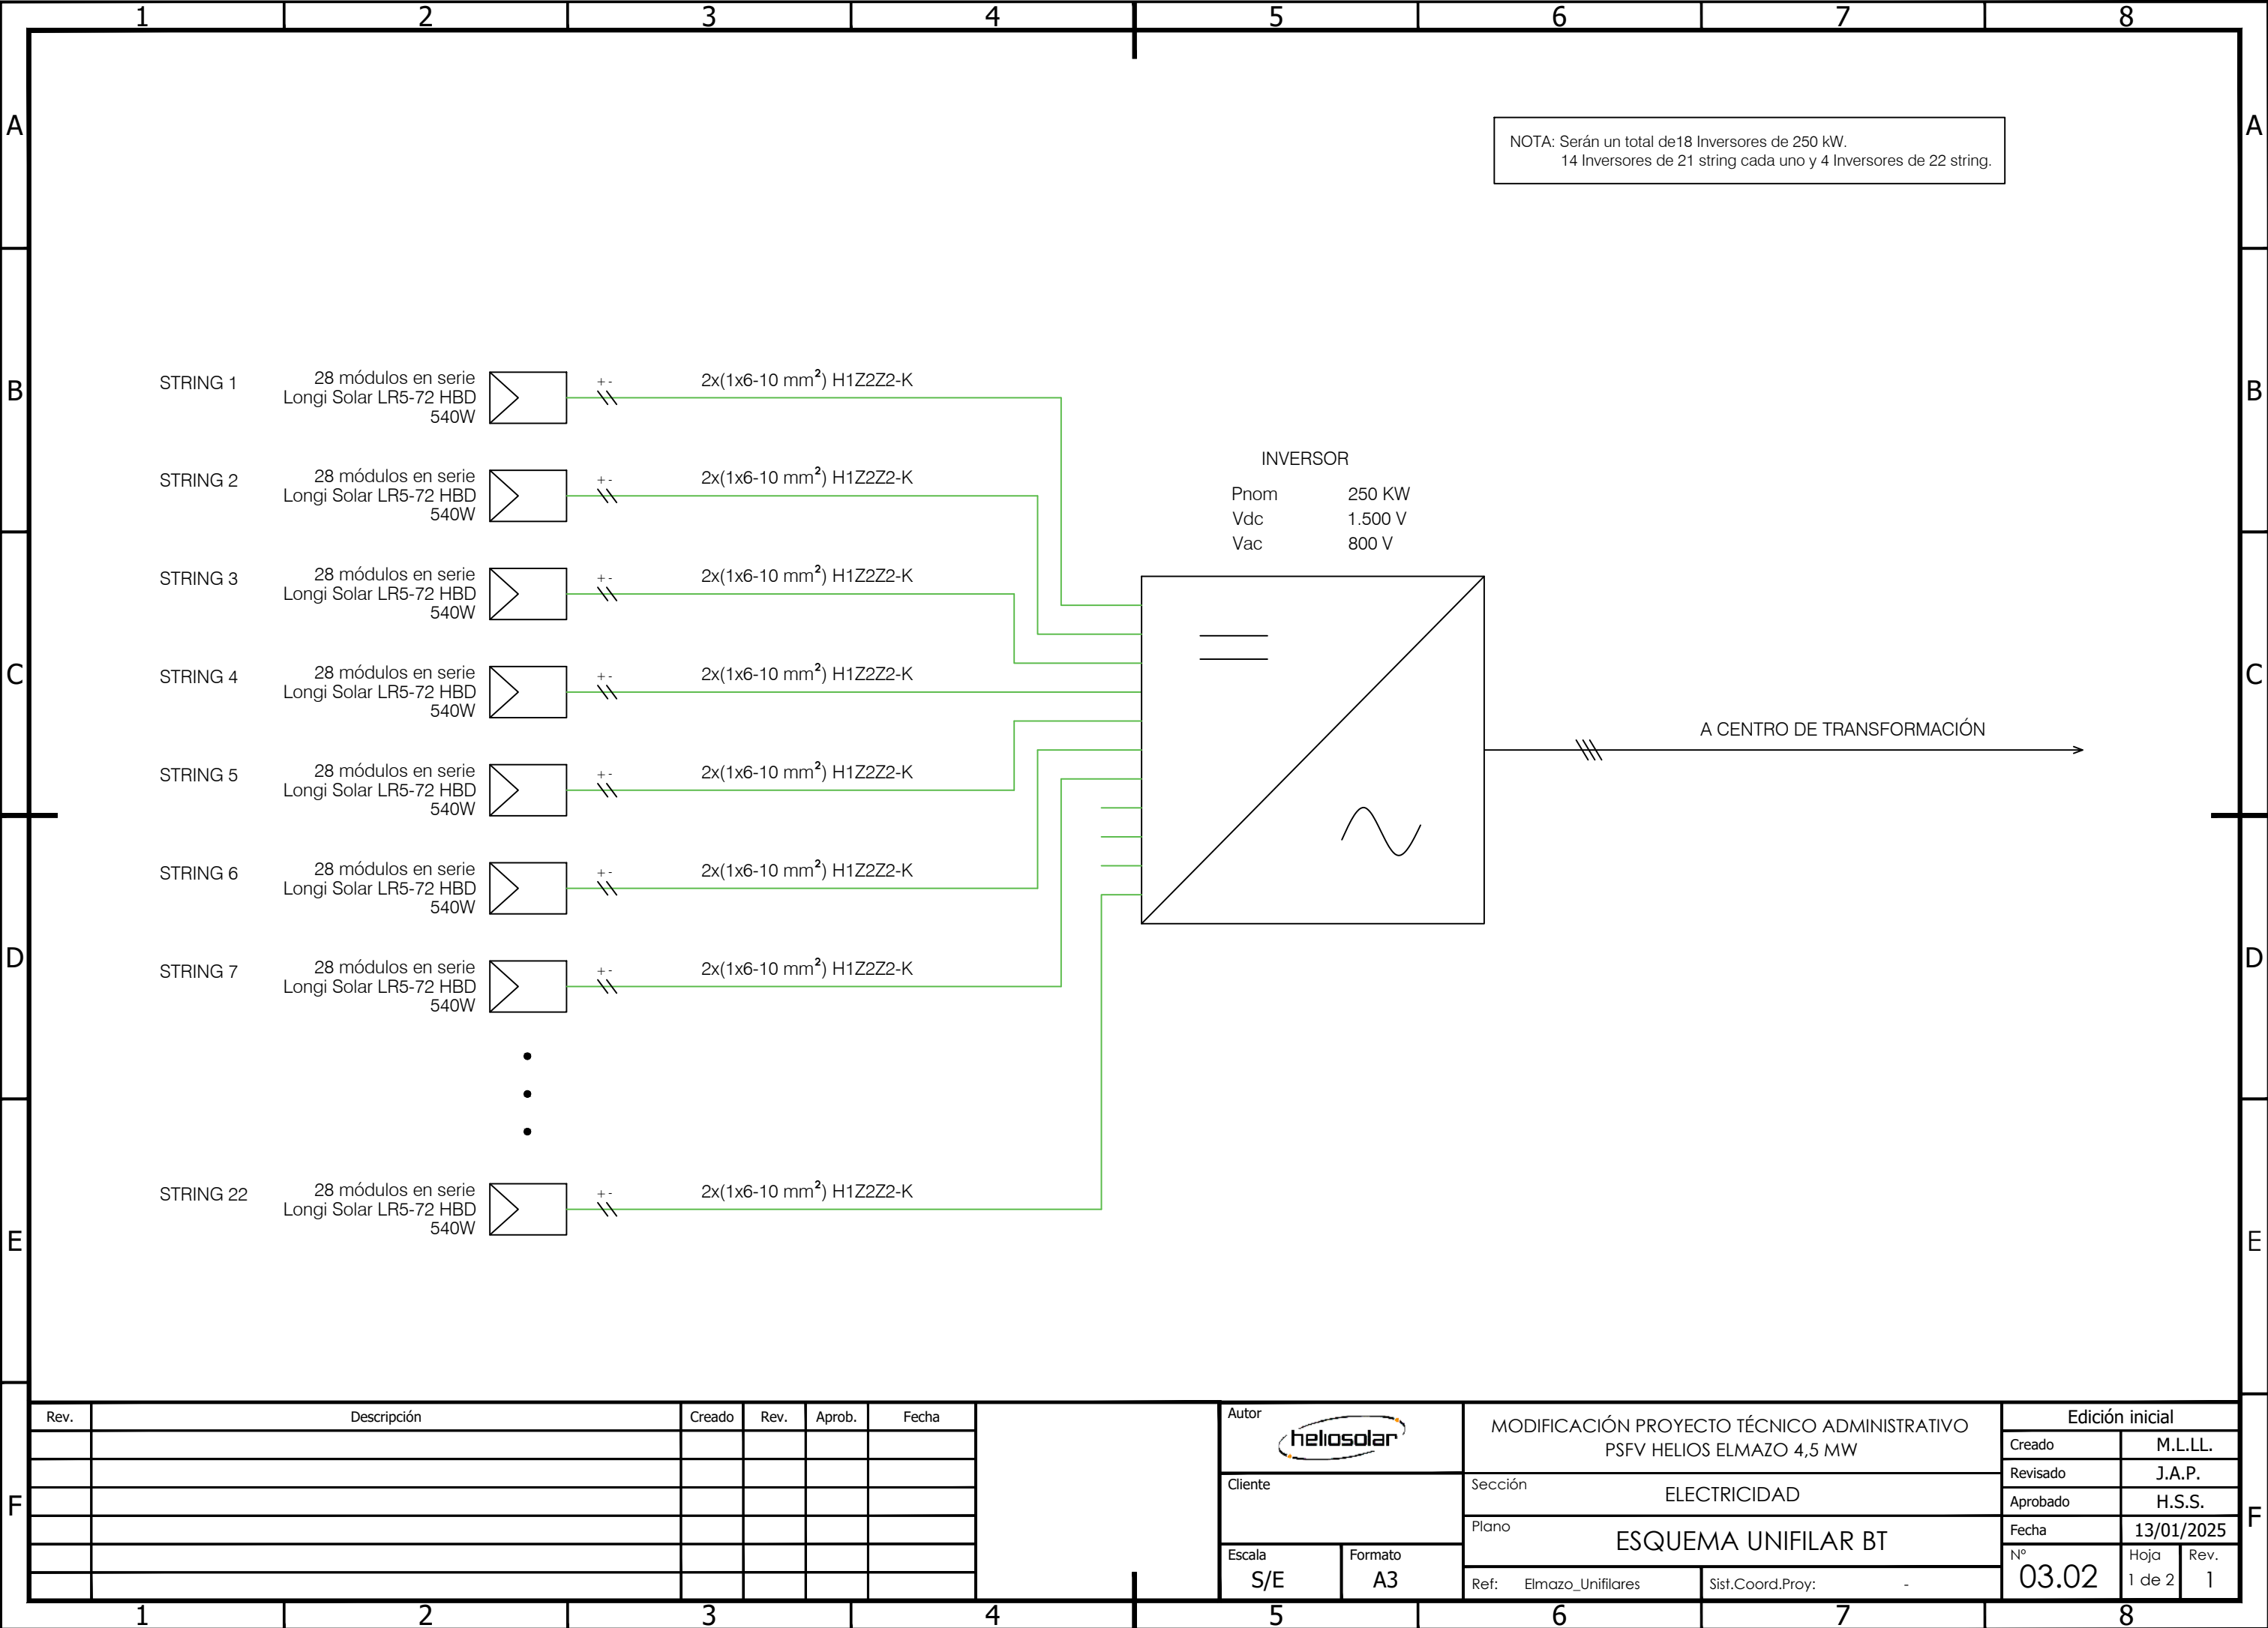 1 2 3 4 5 6 7 8
A A
NOTA: Serán un total de18 Inversores de 250 kW.
14 Inversores de 21 string cada uno y 4 Inversores de 22 string.
B B
STRING 1
28 módulos en serie
Longi Solar LR5-72 HBD
540W
+ -
2x(1x6-10 mm²) H1Z2Z2-K
STRING 2
28 módulos en serie
Longi Solar LR5-72 HBD
540W
+ -
2x(1x6-10 mm²) H1Z2Z2-K
INVERSOR
Pnom 250 KW
Vdc 1.500 V
Vac 800 V
STRING 3
28 módulos en serie
Longi Solar LR5-72 HBD
540W
+ -
2x(1x6-10 mm²) H1Z2Z2-K
C C
STRING 4
28 módulos en serie
Longi Solar LR5-72 HBD
540W
+ -
2x(1x6-10 mm²) H1Z2Z2-K
A CENTRO DE TRANSFORMACIÓN
STRING 5
28 módulos en serie
Longi Solar LR5-72 HBD
540W
+ -
2x(1x6-10 mm²) H1Z2Z2-K
STRING 6
28 módulos en serie
Longi Solar LR5-72 HBD
540W
+ -
2x(1x6-10 mm²) H1Z2Z2-K
D D
STRING 7
28 módulos en serie
Longi Solar LR5-72 HBD
540W
+ -
2x(1x6-10 mm²) H1Z2Z2-K
STRING 22
28 módulos en serie
Longi Solar LR5-72 HBD
540W
+ -
2x(1x6-10 mm²) H1Z2Z2-K
E E
F F
Rev. Descripción Creado Rev. Aprob. Fecha
Autor
heliosolar
Cliente
Escala
S/E
Formato
A3
MODIFICACIÓN PROYECTO TÉCNICO ADMINISTRATIVO
PSFV HELIOS ELMAZO 4,5 MW
Sección
ELECTRICIDAD
Plano
ESQUEMA UNIFILAR BT
Ref: Elmazo_Unifilares
Sist.Coord.Proy: -
Edición inicial
Creado M.L.LL.
Revisado J.A.P.
Aprobado H.S.S.
Fecha 13/01/2025
Nº
03.02
Hoja
1 de 2
Rev.
1
1 2 3 4 5 6 7 8